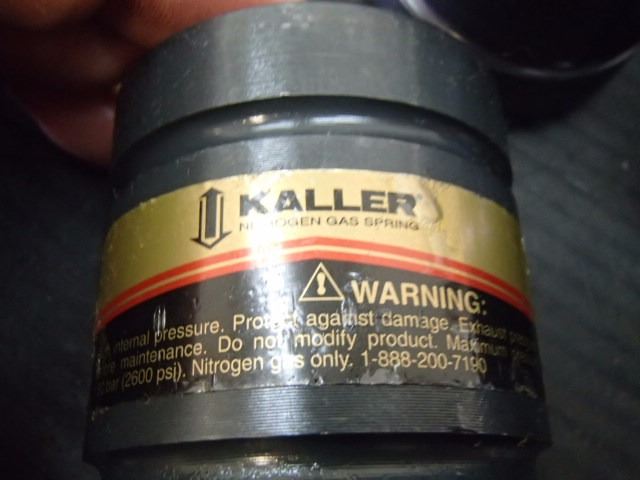 KALLER
NITROGEN GAS SPRING
WARNING:
internal pressure. Protect against damage. Exhaust
maintenance. Do not modify product. Maximum
bar (2600 psi). Nitrogen gas only. 1-888-200-7190